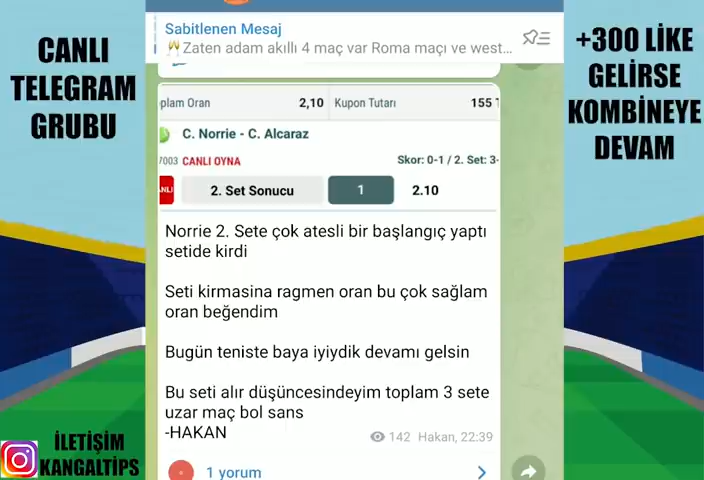 CANLI
TELEGRAM
GRUBU
Sabitlenen Mesaj
🥂Zaten adam akıllı 4 maç var Roma maçı ve west...
+300 LİKE
GELİRSE
KOMBİNEYE
DEVAM
oplam Oran 2,10 Kupon Tutarı 155
C. Norrie - C. Alcaraz
7003 CANLI OYNA Skor: 0-1 / 2. Set: 3-
NLI 2. Set Sonucu 1 2.10
Norrie 2. Sete çok atesli bir başlangıç yaptı
setide kirdi
Seti kirmasina ragmen oran bu çok sağlam
oran beğendim
Bugün teniste baya iyiydik devamı gelsin
Bu seti alır düşüncesindeyim toplam 3 sete
uzar maç bol sans
-HAKAN
142 Hakan, 22:39
1 yorum
İLETİŞİM
KANGALTİPS